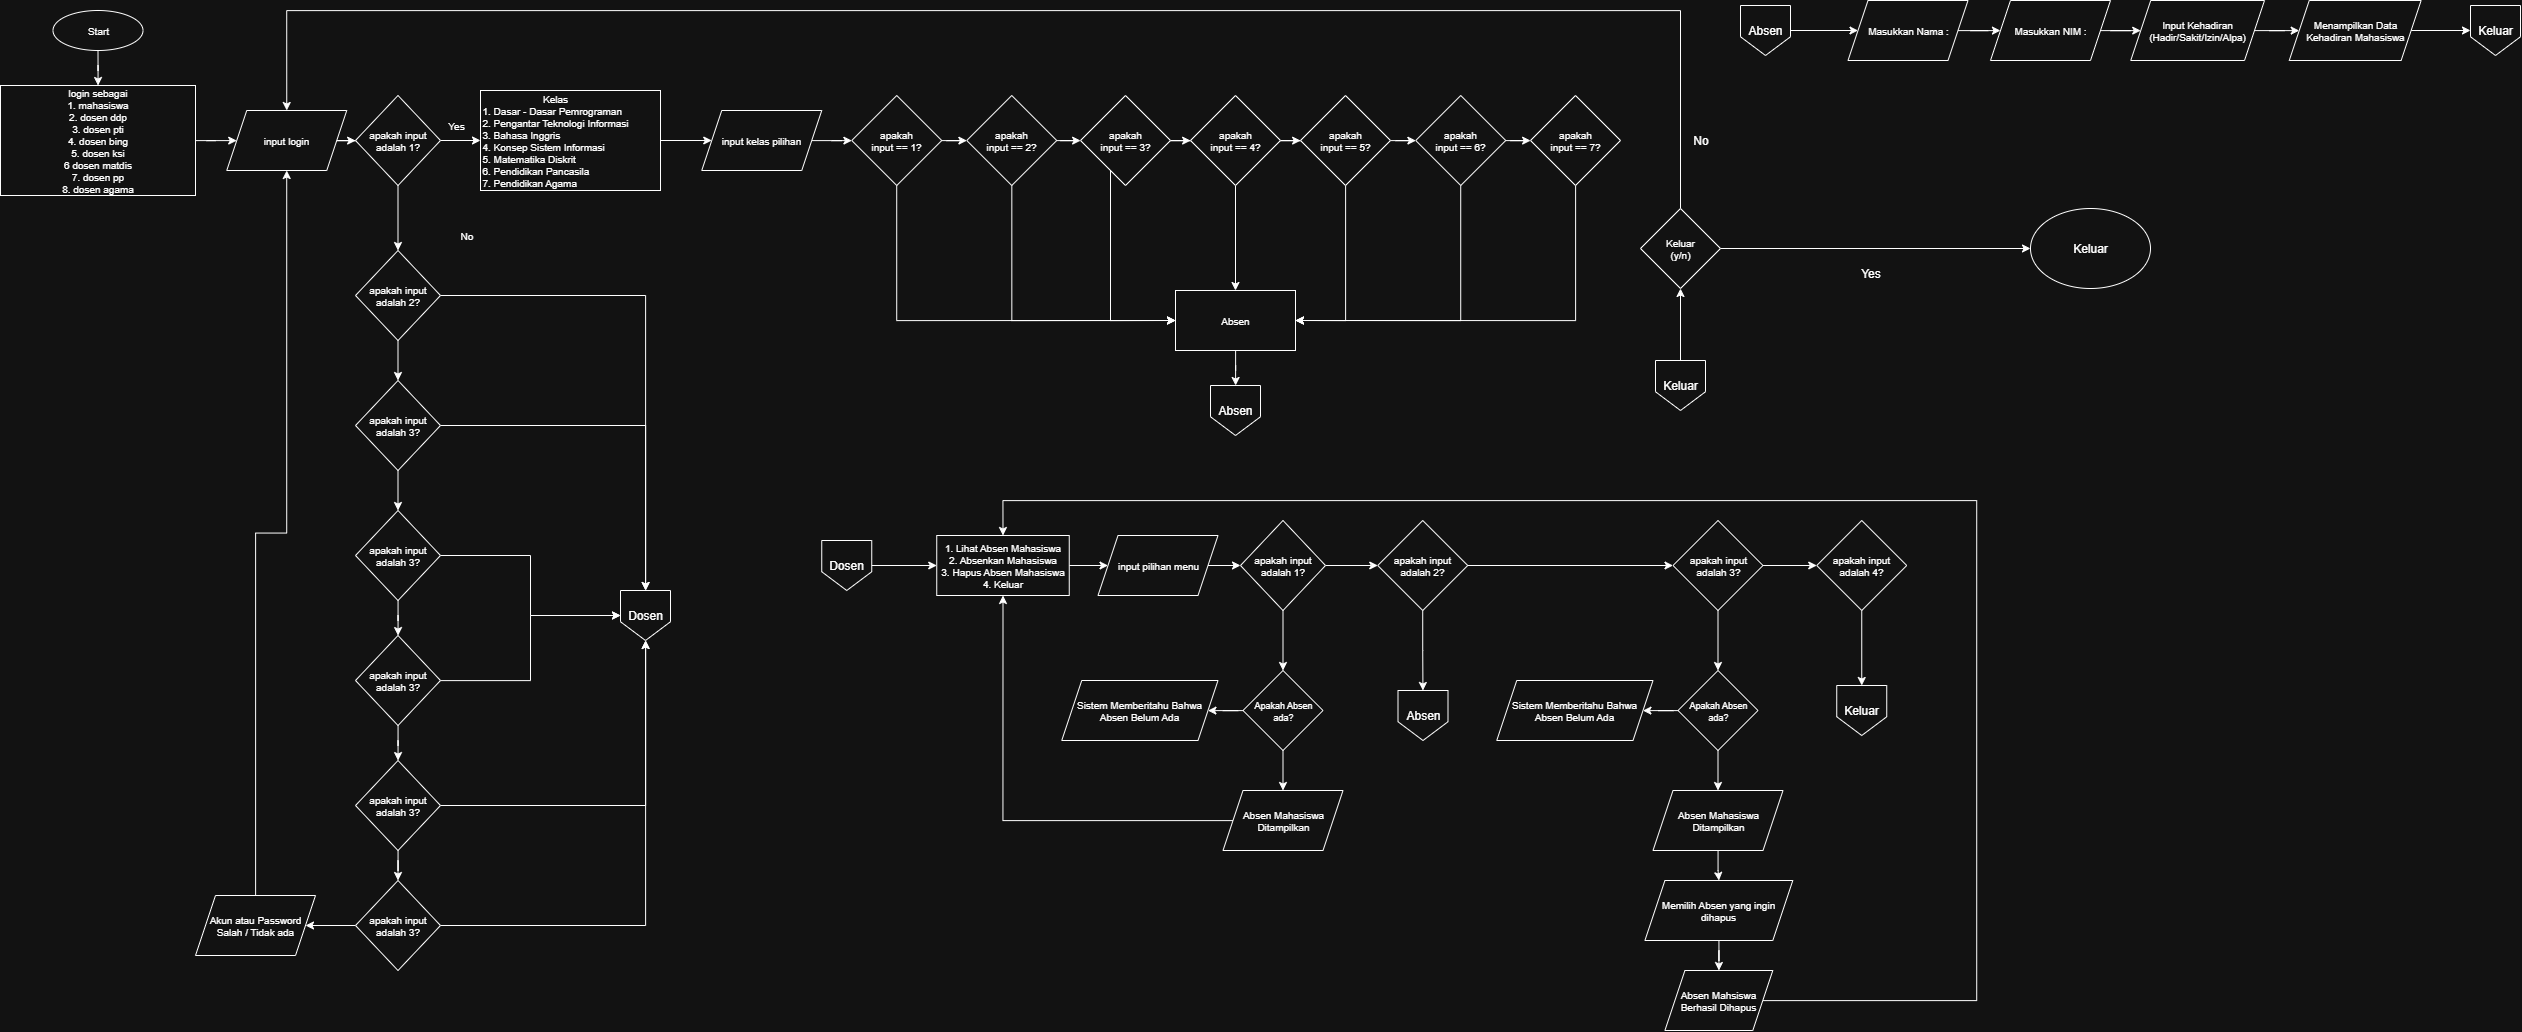 Start
login sebagai
1. mahasiswa
2. dosen ddp
3. dosen pti
4. dosen bing
5. dosen ksi
6 dosen matdis
7. dosen pp
8. dosen agama
input login
apakah input
adalah 1?
Yes
No
Kelas
1. Dasar - Dasar Pemrograman
2. Pengantar Teknologi Informasi
3. Bahasa Inggris
4. Konsep Sistem Informasi
5. Matematika Diskrit
6. Pendidikan Pancasila
7. Pendidikan Agama
input kelas pilihan
apakah
input == 1?
apakah
input == 2?
apakah
input == 3?
apakah
input == 4?
apakah
input == 5?
apakah
input == 6?
apakah
input == 7?
Absen
Absen
No
Keluar
(y/n)
Yes
Keluar
Keluar
Absen
Masukkan Nama :
Masukkan NIM :
Input Kehadiran
(Hadir/Sakit/Izin/Alpa)
Menampilkan Data
Kehadiran Mahasiswa
Keluar
apakah input
adalah 2?
apakah input
adalah 3?
apakah input
adalah 3?
apakah input
adalah 3?
apakah input
adalah 3?
apakah input
adalah 3?
Akun atau Password
Salah / Tidak ada
Dosen
Dosen
1. Lihat Absen Mahasiswa
2. Absenkan Mahasiswa
3. Hapus Absen Mahasiswa
4. Keluar
input pilihan menu
apakah input
adalah 1?
apakah input
adalah 2?
apakah input
adalah 3?
apakah input
adalah 4?
Sistem Memberitahu Bahwa
Absen Belum Ada
Apakah Absen
ada?
Absen Mahasiswa
Ditampilkan
Absen
Sistem Memberitahu Bahwa
Absen Belum Ada
Apakah Absen
ada?
Keluar
Absen Mahasiswa
Ditampilkan
Memilih Absen yang ingin
dihapus
Absen Mahsiswa
Berhasil Dihapus